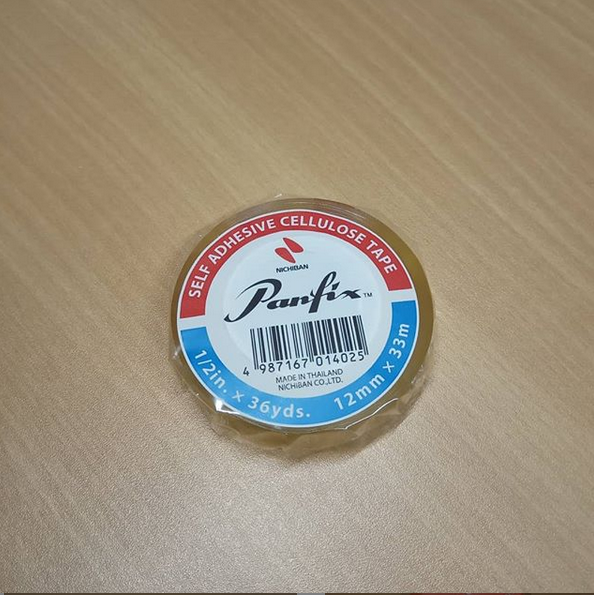 SELF ADHESIVE CELLULOSE TAPE
NICHIBAN
Panfix™
4 987167 014025
MADE IN THAILAND
NICHIBAN CO.,LTD.
1/2in. × 36yds. 12mm × 33m